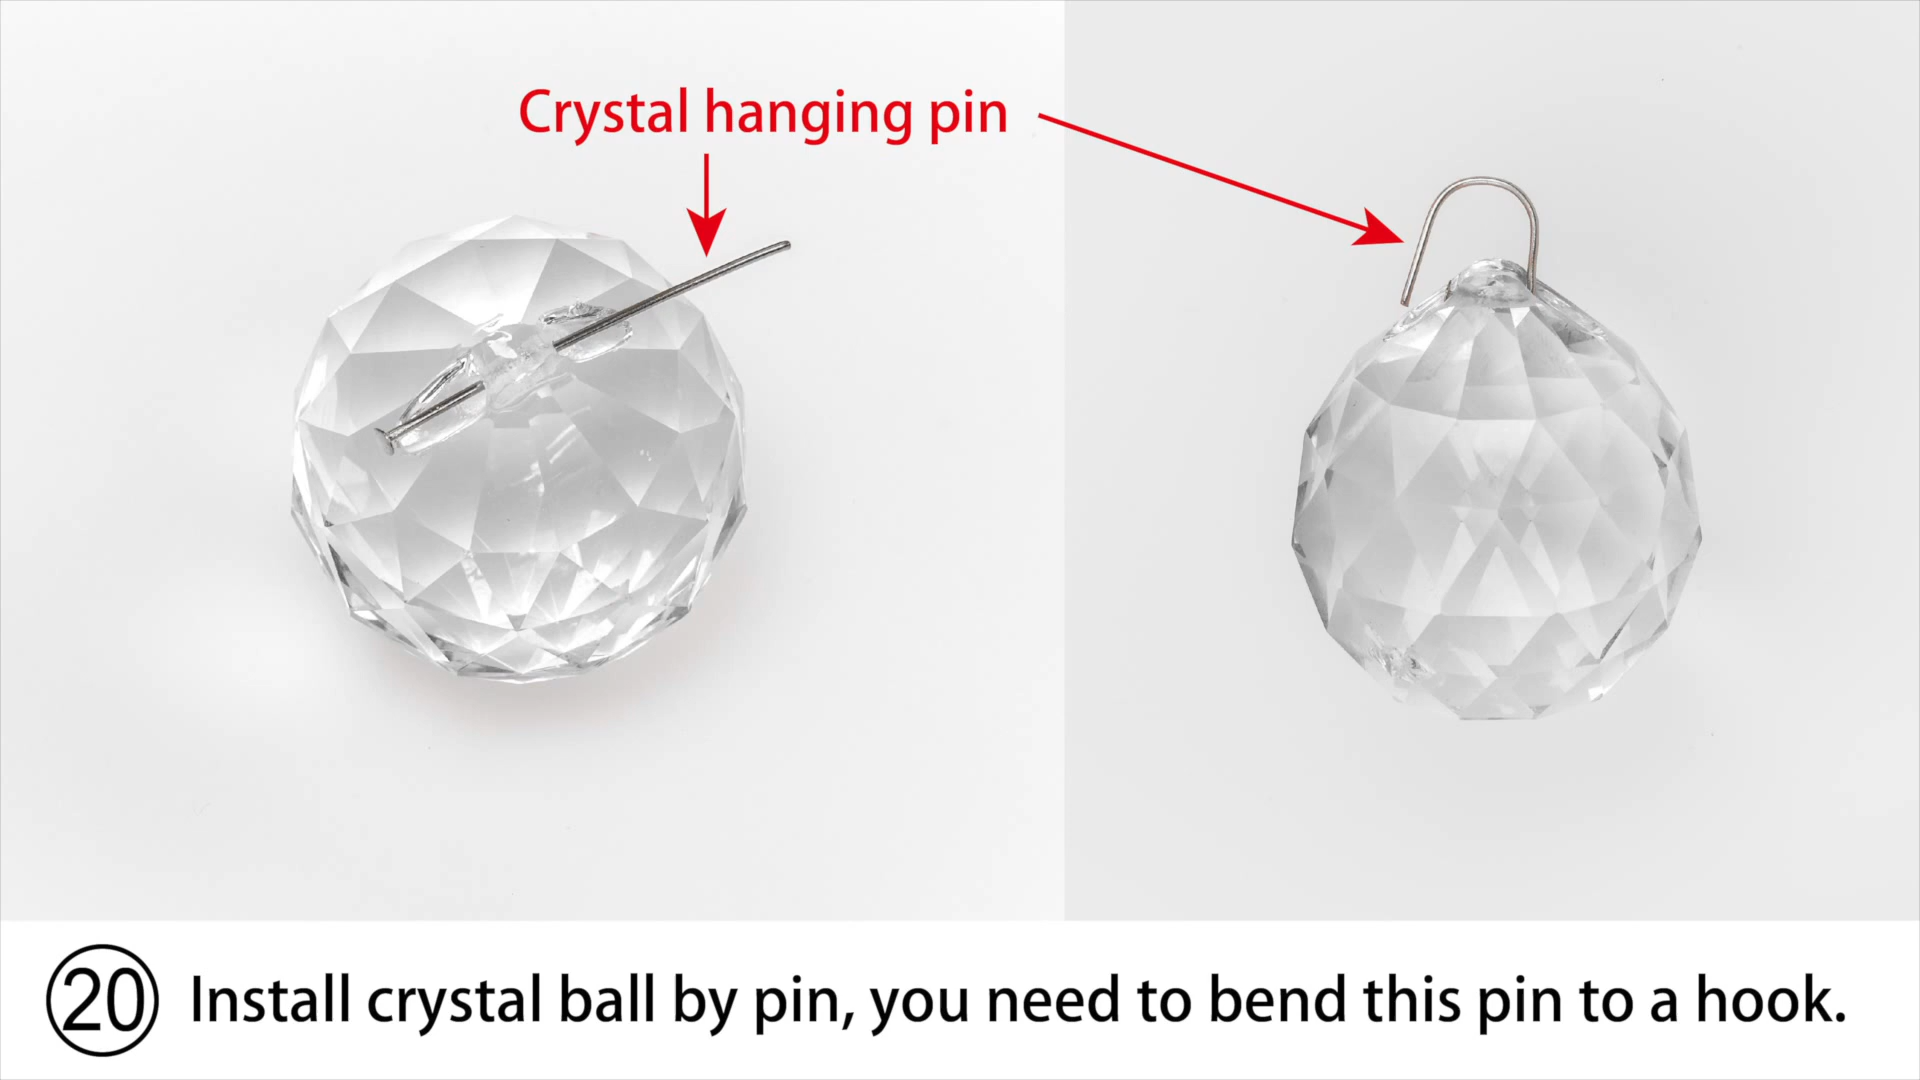 Crystal hanging pin
20 Install crystal ball by pin, you need to bend this pin to a hook.